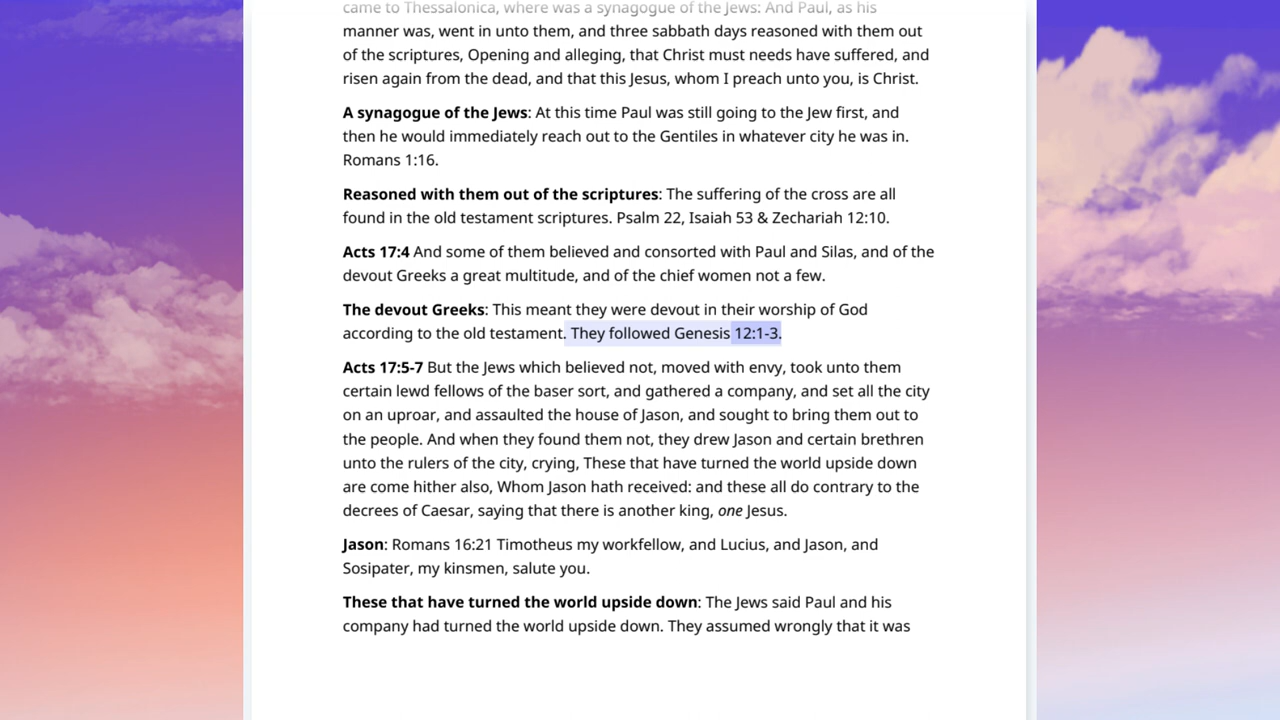 came to Thessalonica, where was a synagogue of the Jews: And Paul, as his
manner was, went in unto them, and three sabbath days reasoned with them out
of the scriptures, Opening and alleging, that Christ must needs have suffered, and
risen again from the dead, and that this Jesus, whom I preach unto you, is Christ.
A synagogue of the Jews: At this time Paul was still going to the Jew first, and
then he would immediately reach out to the Gentiles in whatever city he was in.
Romans 1:16.
Reasoned with them out of the scriptures: The suffering of the cross are all
found in the old testament scriptures. Psalm 22, Isaiah 53 & Zechariah 12:10.
Acts 17:4 And some of them believed and consorted with Paul and Silas, and of the
devout Greeks a great multitude, and of the chief women not a few.
The devout Greeks: This meant they were devout in their worship of God
according to the old testament. They followed Genesis 12:1-3.
Acts 17:5-7 But the Jews which believed not, moved with envy, took unto them
certain lewd fellows of the baser sort, and gathered a company, and set all the city
on an uproar, and assaulted the house of Jason, and sought to bring them out to
the people. And when they found them not, they drew Jason and certain brethren
unto the rulers of the city, crying, These that have turned the world upside down
are come hither also, Whom Jason hath received: and these all do contrary to the
decrees of Caesar, saying that there is another king, one Jesus.
Jason: Romans 16:21 Timotheus my workfellow, and Lucius, and Jason, and
Sosipater, my kinsmen, salute you.
These that have turned the world upside down: The Jews said Paul and his
company had turned the world upside down. They assumed wrongly that it was